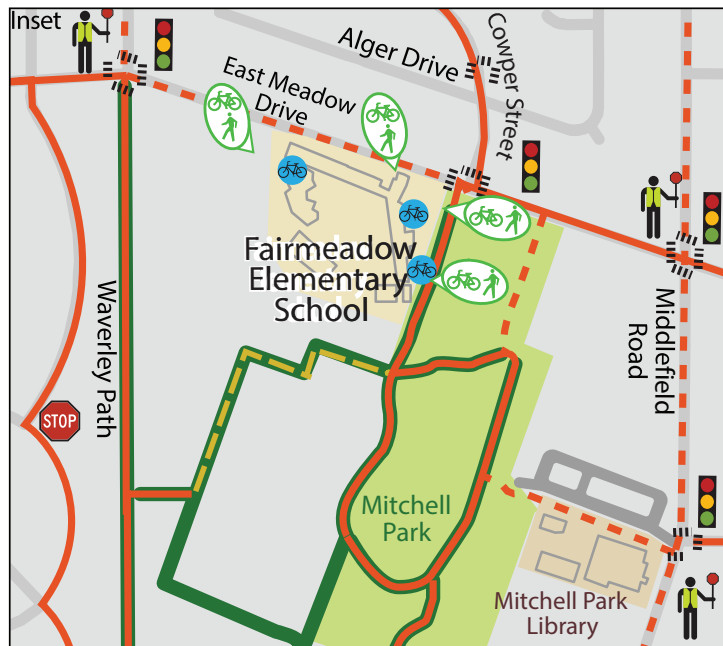 Inset
Alger Drive
Cowper Street
East Meadow
Drive
Fairmeadow
Elementary
School
Waverley Path
Middlefield
Road
STOP
Mitchell
Park
Mitchell Park
Library